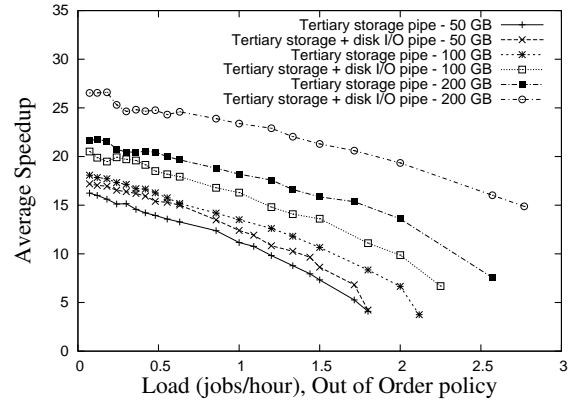 35
30
25
20
15
10
5
0
Average Speedup
Tertiary storage pipe - 50 GB
Tertiary storage + disk I/O pipe - 50 GB
Tertiary storage pipe - 100 GB
Tertiary storage + disk I/O pipe - 100 GB
Tertiary storage pipe - 200 GB
Tertiary storage + disk I/O pipe - 200 GB
0 0.5 1 1.5 2 2.5 3
Load (jobs/hour), Out of Order policy